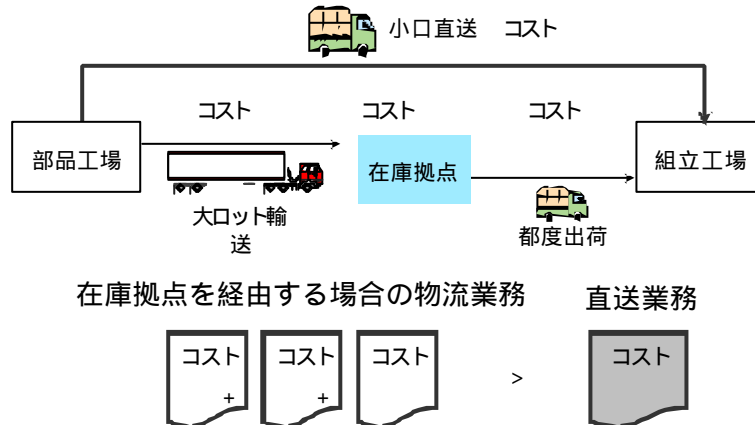 小口直送 コスト
コスト コスト コスト
部品工場
在庫拠点
組立工場
大ロット輸
送
都度出荷
在庫拠点を経由する場合の物流業務 直送業務
コスト コスト コスト コスト
+ + >